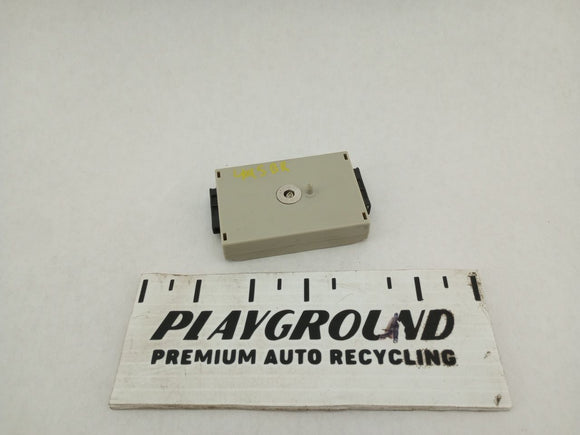 PLAYGROUND
PREMIUM AUTO RECYCLING